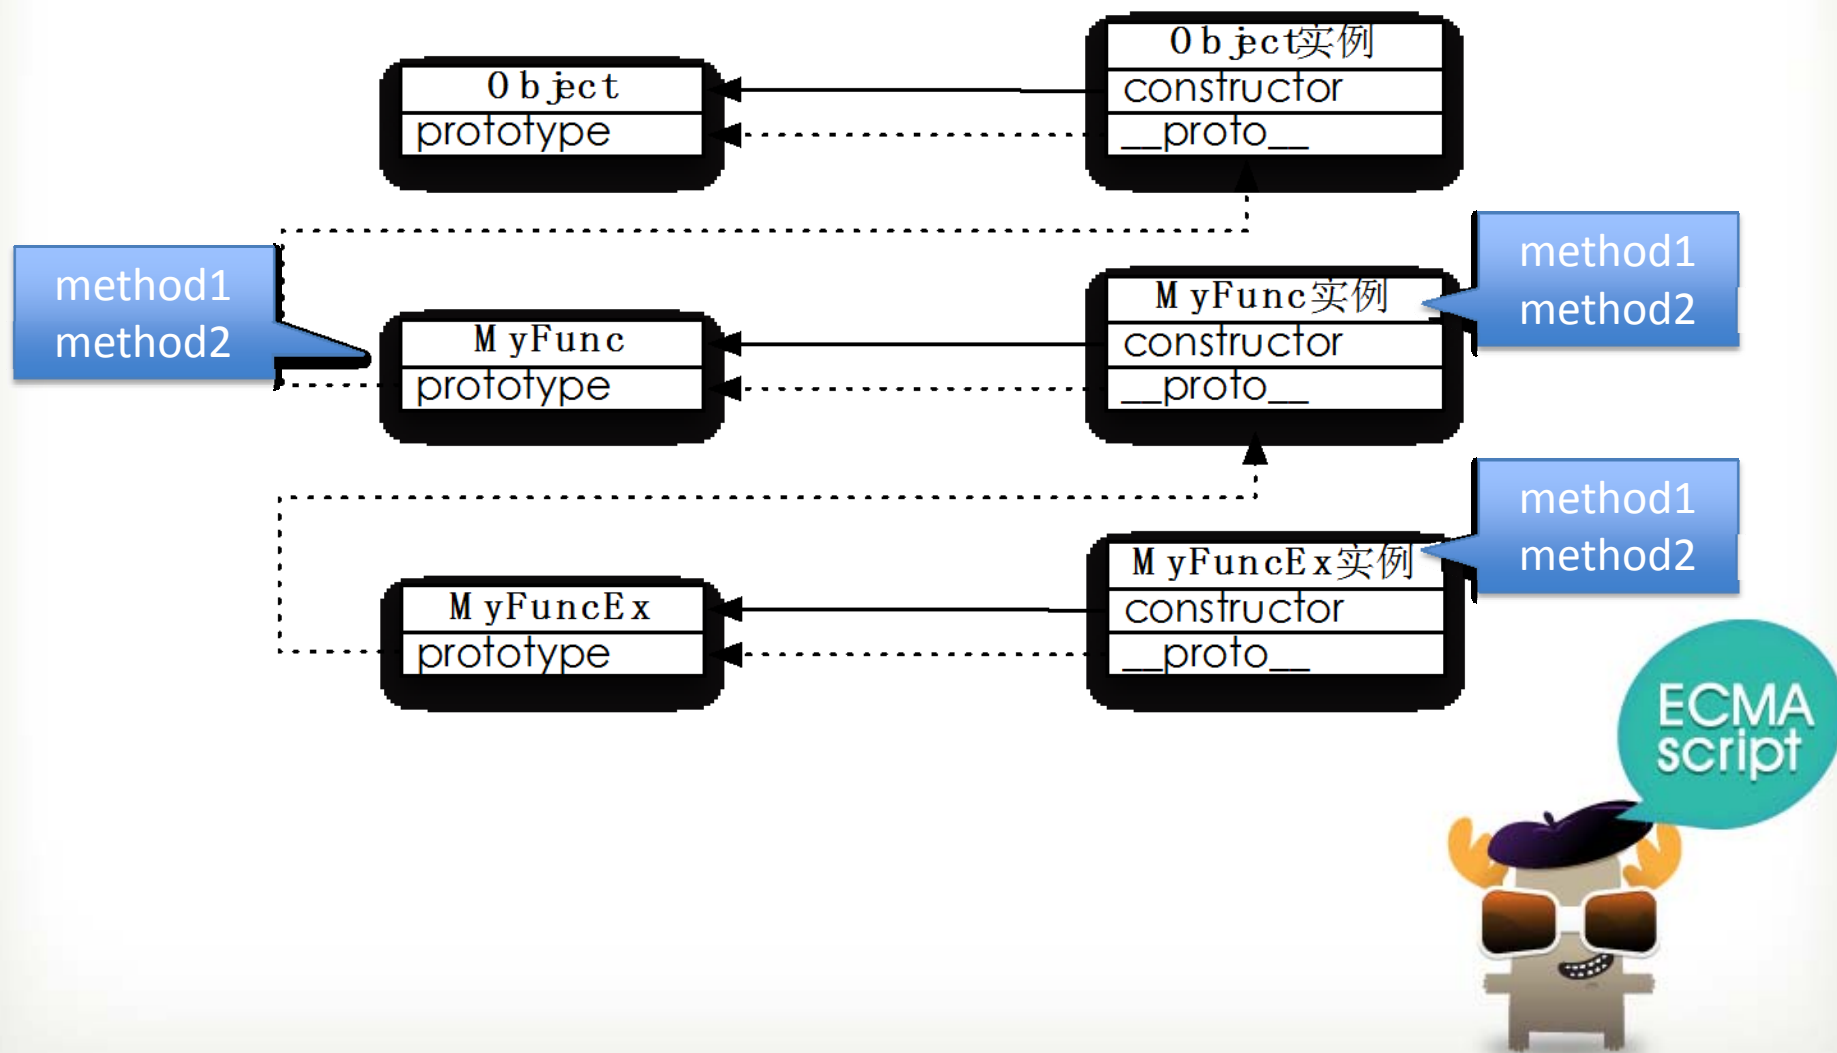 Object实例
constructor
__proto__
Object
prototype
method1
method2
MyFunc
prototype
MyFunc实例
constructor
__proto__
method1
method2
MyFuncEx
prototype
MyFuncEx实例
constructor
__proto__
method1
method2
ECMA
script